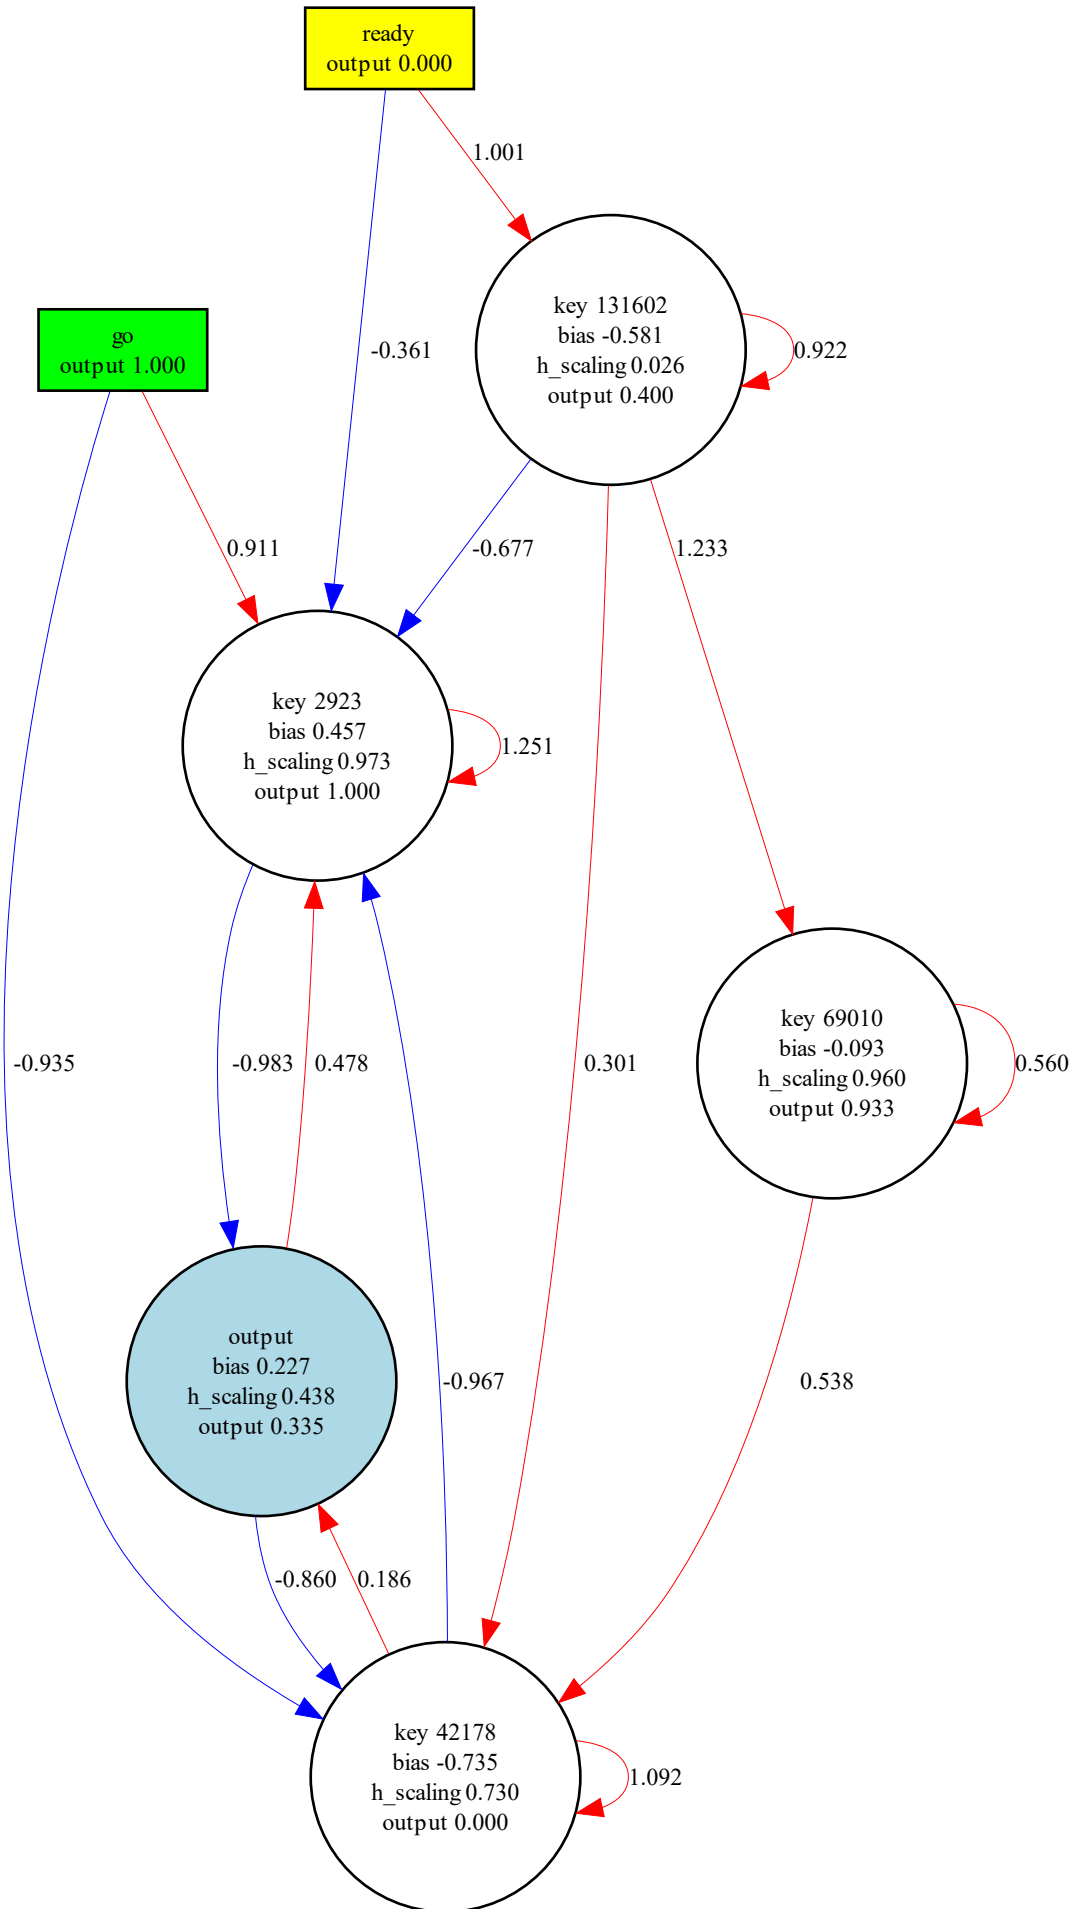 ready
output 0.000
1.001
key 131602
bias -0.581
h_scaling 0.026
output 0.400
0.922
go
output 1.000
-0.361
0.911
-0.677
1.233
key 2923
bias 0.457
h_scaling 0.973
output 1.000
1.251
key 69010
bias -0.093
h_scaling 0.960
output 0.933
0.560
-0.935
-0.983
0.478
0.301
output
bias 0.227
h_scaling 0.438
output 0.335
-0.967
0.538
-0.860
0.186
key 42178
bias -0.735
h_scaling 0.730
output 0.000
1.092